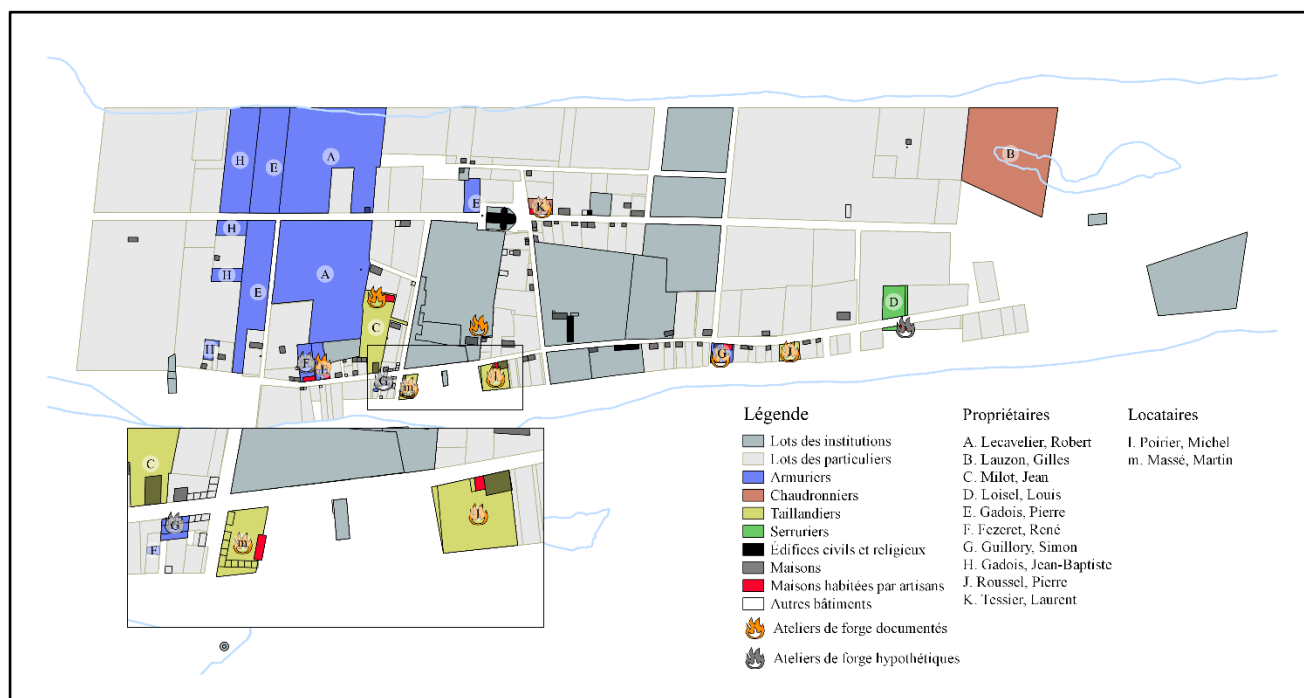 H
E
A
B
E
K
H
A
H
E
D
C
H
F
E
G
J
G
m
l
C
G
F
m
l
Légende
Lots des institutions
Lots des particuliers
Armuriers
Chaudronniers
Taillandiers
Serruriers
Édifices civils et religieux
Maisons
Maisons habitées par artisans
Autres bâtiments
Ateliers de forge documentés
Ateliers de forge hypothétiques
Propriétaires
A. Lecavelier, Robert
B. Lauzon, Gilles
C. Milot, Jean
D. Loisel, Louis
E. Gadois, Pierre
F. Fezeret, René
G. Guillory, Simon
H. Gadois, Jean-Baptiste
J. Roussel, Pierre
K. Tessier, Laurent
Locataires
l. Poirier, Michel
m. Massé, Martin